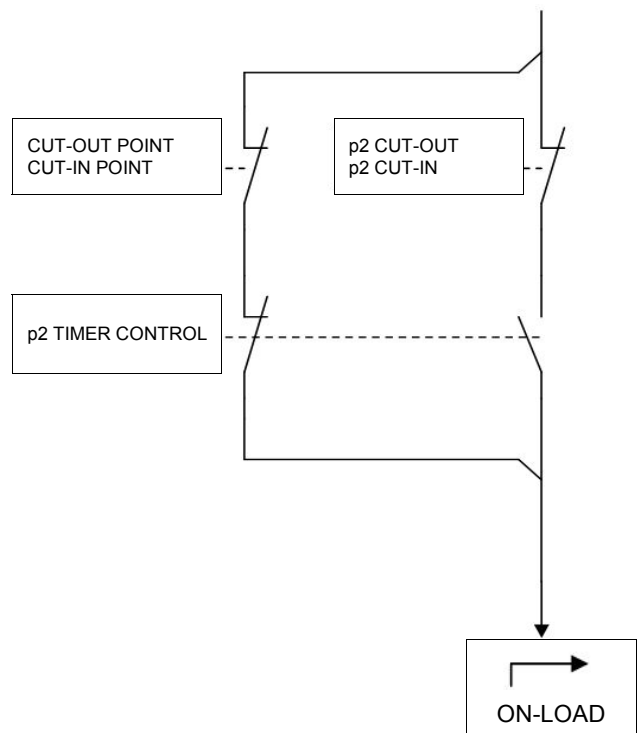 CUT-OUT POINT
CUT-IN POINT
p2 CUT-OUT
p2 CUT-IN
p2 TIMER CONTROL
ON-LOAD